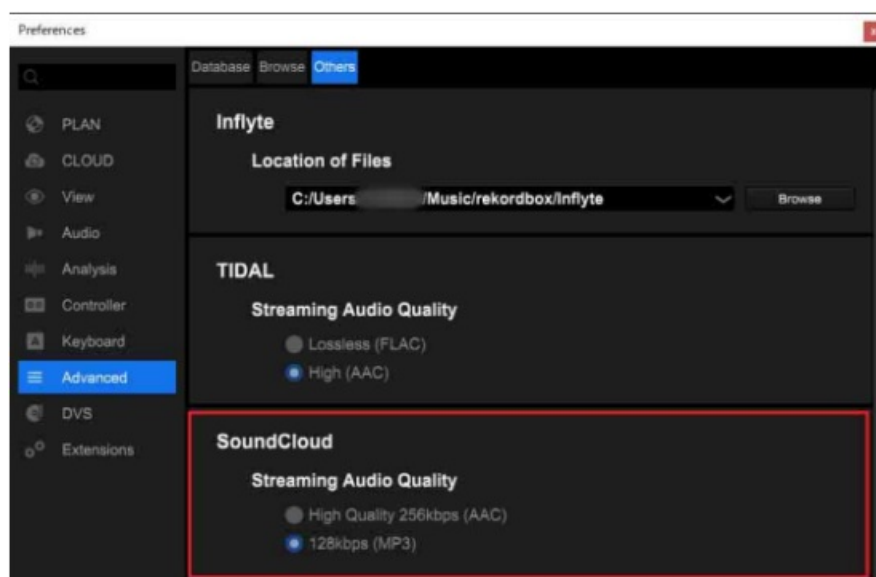 Preferences
Database Browse Others
PLAN
CLOUD
View
Audio
Analysis
Controller
Keyboard
Advanced
DVS
Extensions
Inflyte
Location of Files
C:/Users /Music/rekordbox/Inflyte
Browse
TIDAL
Streaming Audio Quality
Lossless (FLAC)
High (AAC)
SoundCloud
Streaming Audio Quality
High Quality 256kbps (AAC)
128kbps (MP3)